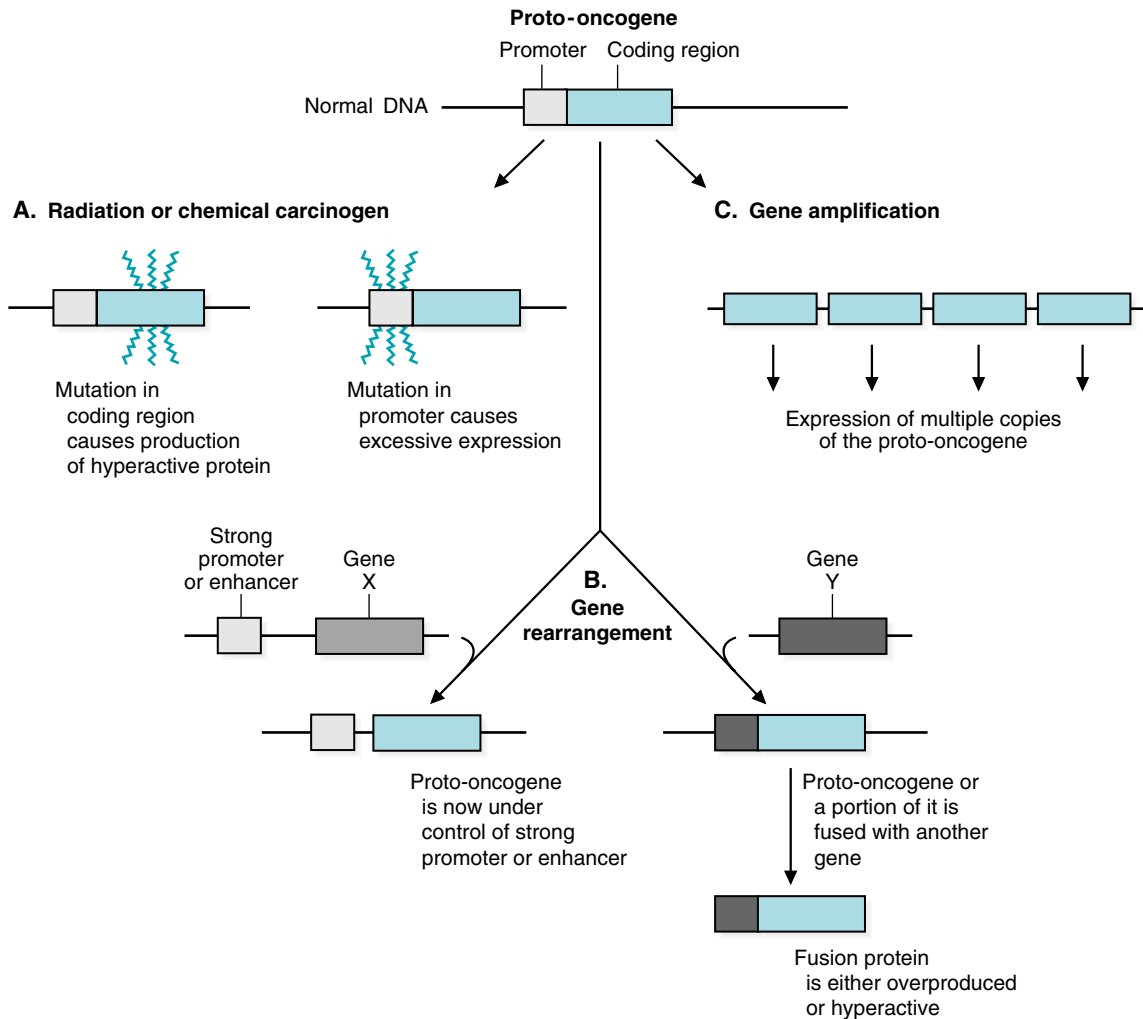 Proto-oncogene
Promoter
Coding region
Normal DNA
A. Radiation or chemical carcinogen
Mutation in
coding region
causes production
of hyperactive protein
Mutation in
promoter causes
excessive expression
C. Gene amplification
Expression of multiple copies
of the proto-oncogene
B.
Gene
rearrangement
Strong
promoter
or enhancer
Gene
X
Proto-oncogene
is now under
control of strong
promoter or enhancer
Gene
Y
Proto-oncogene or
a portion of it is
fused with another
gene
Fusion protein
is either overproduced
or hyperactive